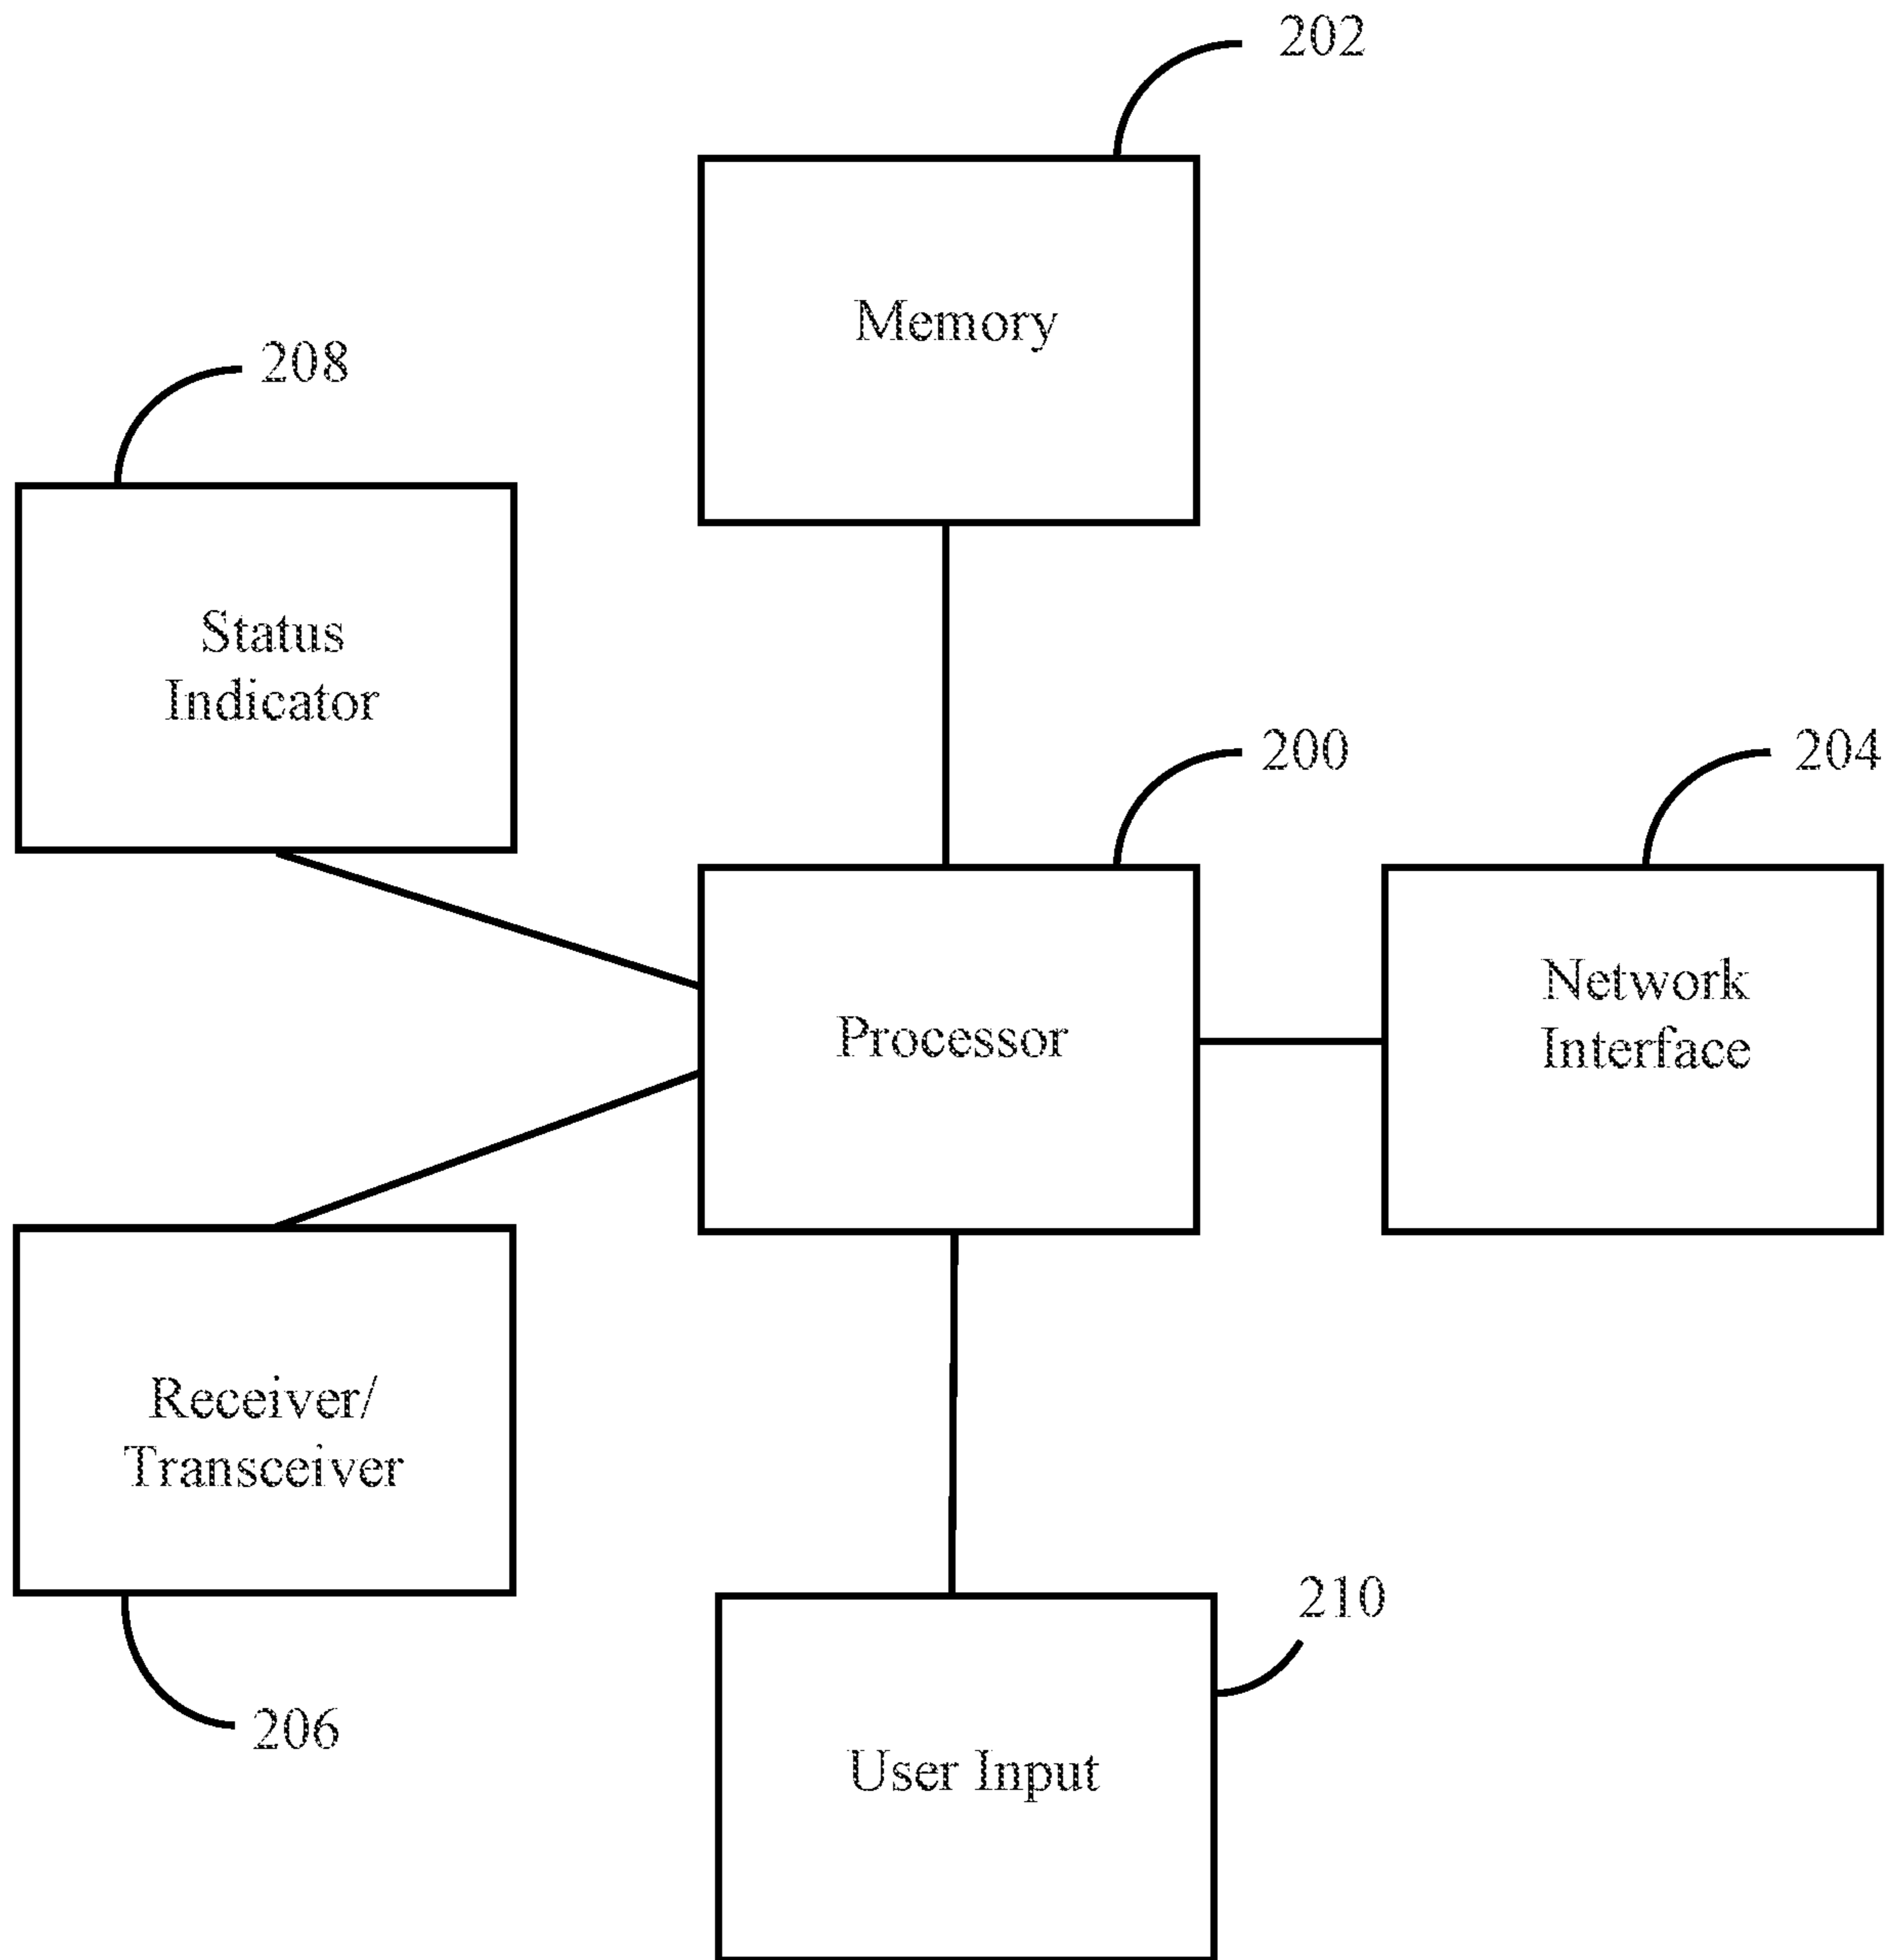 202
Memory
208
Status
Indicator
200
204
Processor
Network
Interface
Receiver/
Transceiver
206
210
User Input